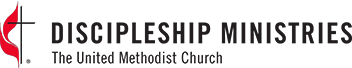 DISCIPLESHIP MINISTRIES
The United Methodist Church
®